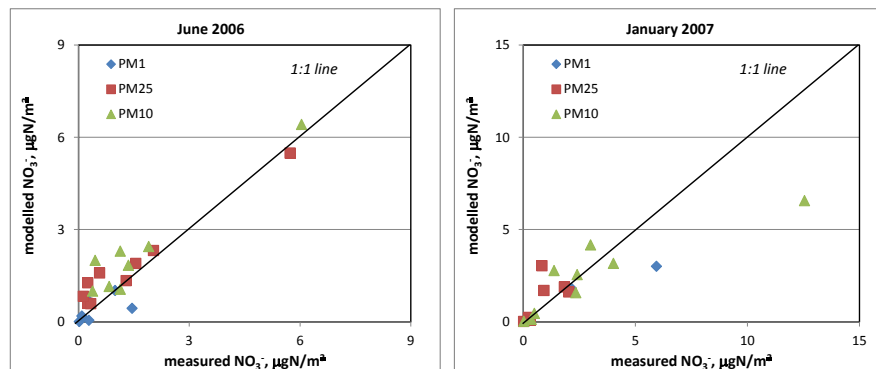 June 2006
9
6
3
0
0 3 6 9
modelled NO₃⁻, µgN/m³
measured NO₃⁻, µgN/m³
PM1
PM25
PM10
1:1 line
January 2007
15
10
5
0
0 5 10 15
modelled NO₃⁻, µgN/m³
measured NO₃⁻, µgN/m³
PM1
PM25
PM10
1:1 line